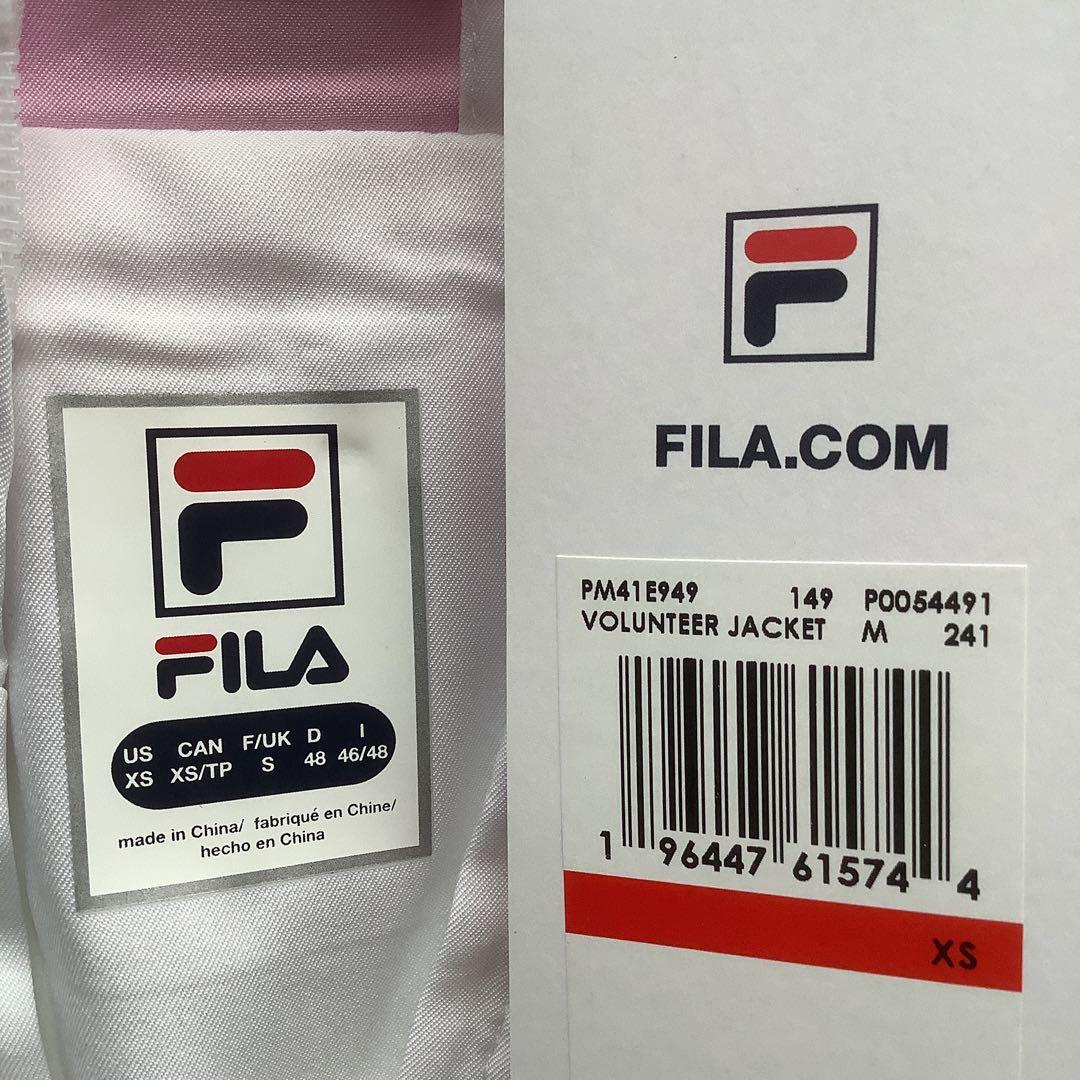 F
FILA
US CAN F/UK D I
XS XS/TP S 48 46/48
made in China/ fabriqué en Chine/
hecho en China
F
FILA.COM
PM41E949 149 P0054491
VOLUNTEER JACKET M 241
1 96447 61574 4
XS